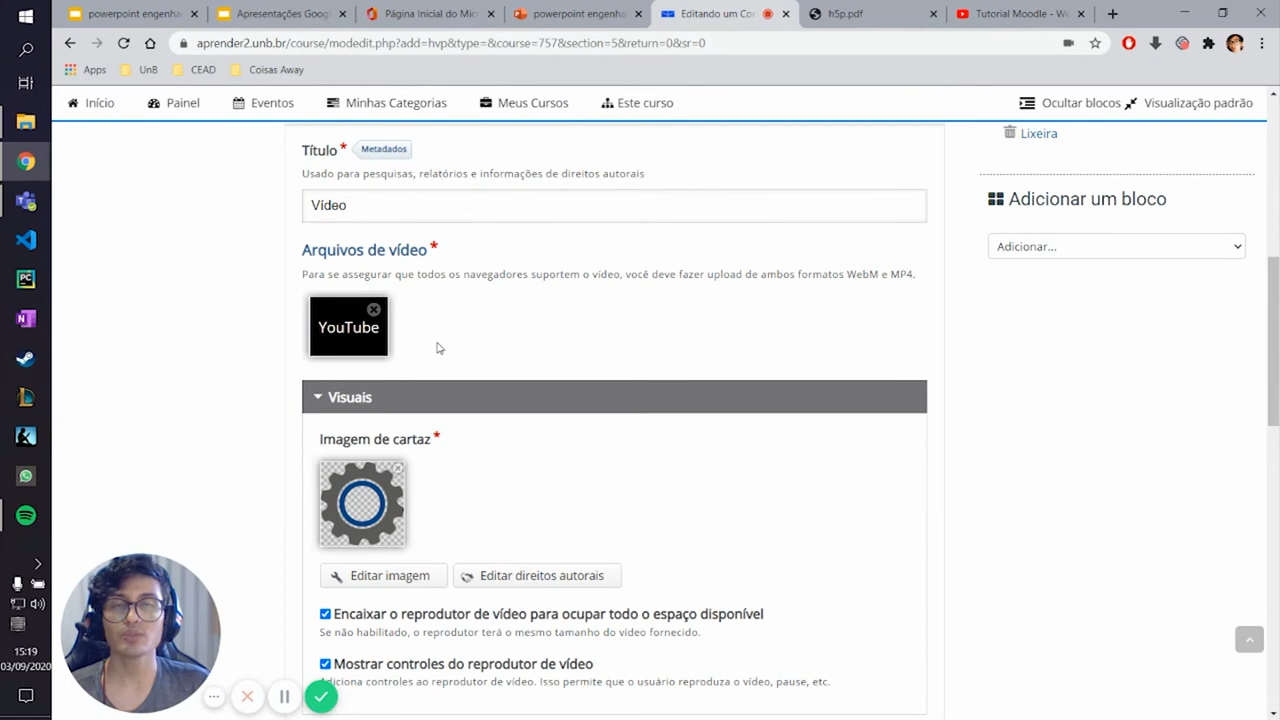 powerpoint engenha
Apresentações Goog
Página Inicial do Micr
powerpoint engenha
Editando um Con
h5p.pdf
Tutorial Moodle - We
aprender2.unb.br/course/modedit.php?add=hvp&type=&course=757&section=5&return=0&sr=0
Apps
UnB
CEAD
Coisas Away
Início
Painel
Eventos
Minhas Categorias
Meus Cursos
Este curso
Ocultar blocos
Visualização padrão
Lixeira
Título*
Metadados
Usado para pesquisas, relatórios e informações de direitos autorais
Vídeo
Adicionar um bloco
Adicionar...
Arquivos de vídeo*
Para se assegurar que todos os navegadores suportem o vídeo, você deve fazer upload de ambos formatos WebM e MP4.
YouTube
Visuais
Imagem de cartaz*
Editar imagem
Editar direitos autorais
Encaixar o reprodutor de vídeo para ocupar todo o espaço disponível
Se não habilitado, o reprodutor terá o mesmo tamanho do vídeo fornecido.
Mostrar controles do reprodutor de vídeo
Adiciona controles ao reprodutor de vídeo. Isso permite que o usuário reproduza o vídeo, pause, etc.
15:19
03/09/2020